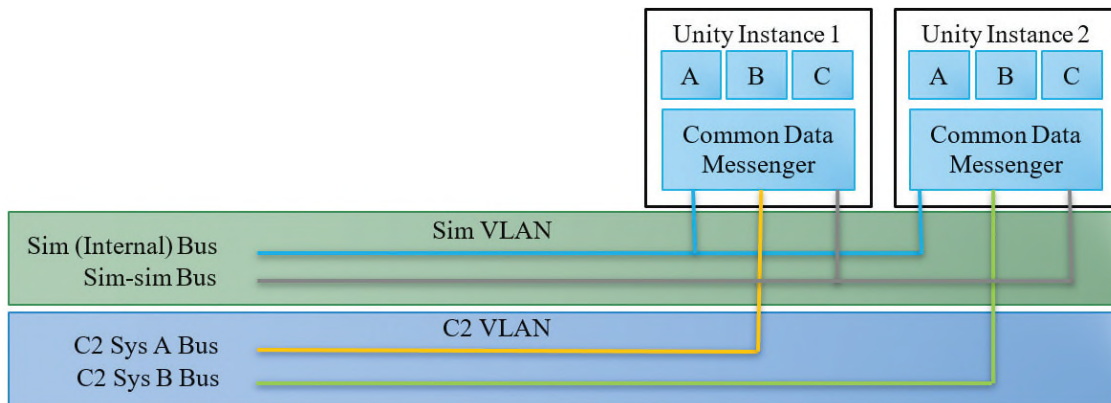 Unity Instance 1
A
B
C
Common Data
Messenger
Unity Instance 2
A
B
C
Common Data
Messenger
Sim VLAN
Sim (Internal) Bus
Sim-sim Bus
C2 VLAN
C2 Sys A Bus
C2 Sys B Bus